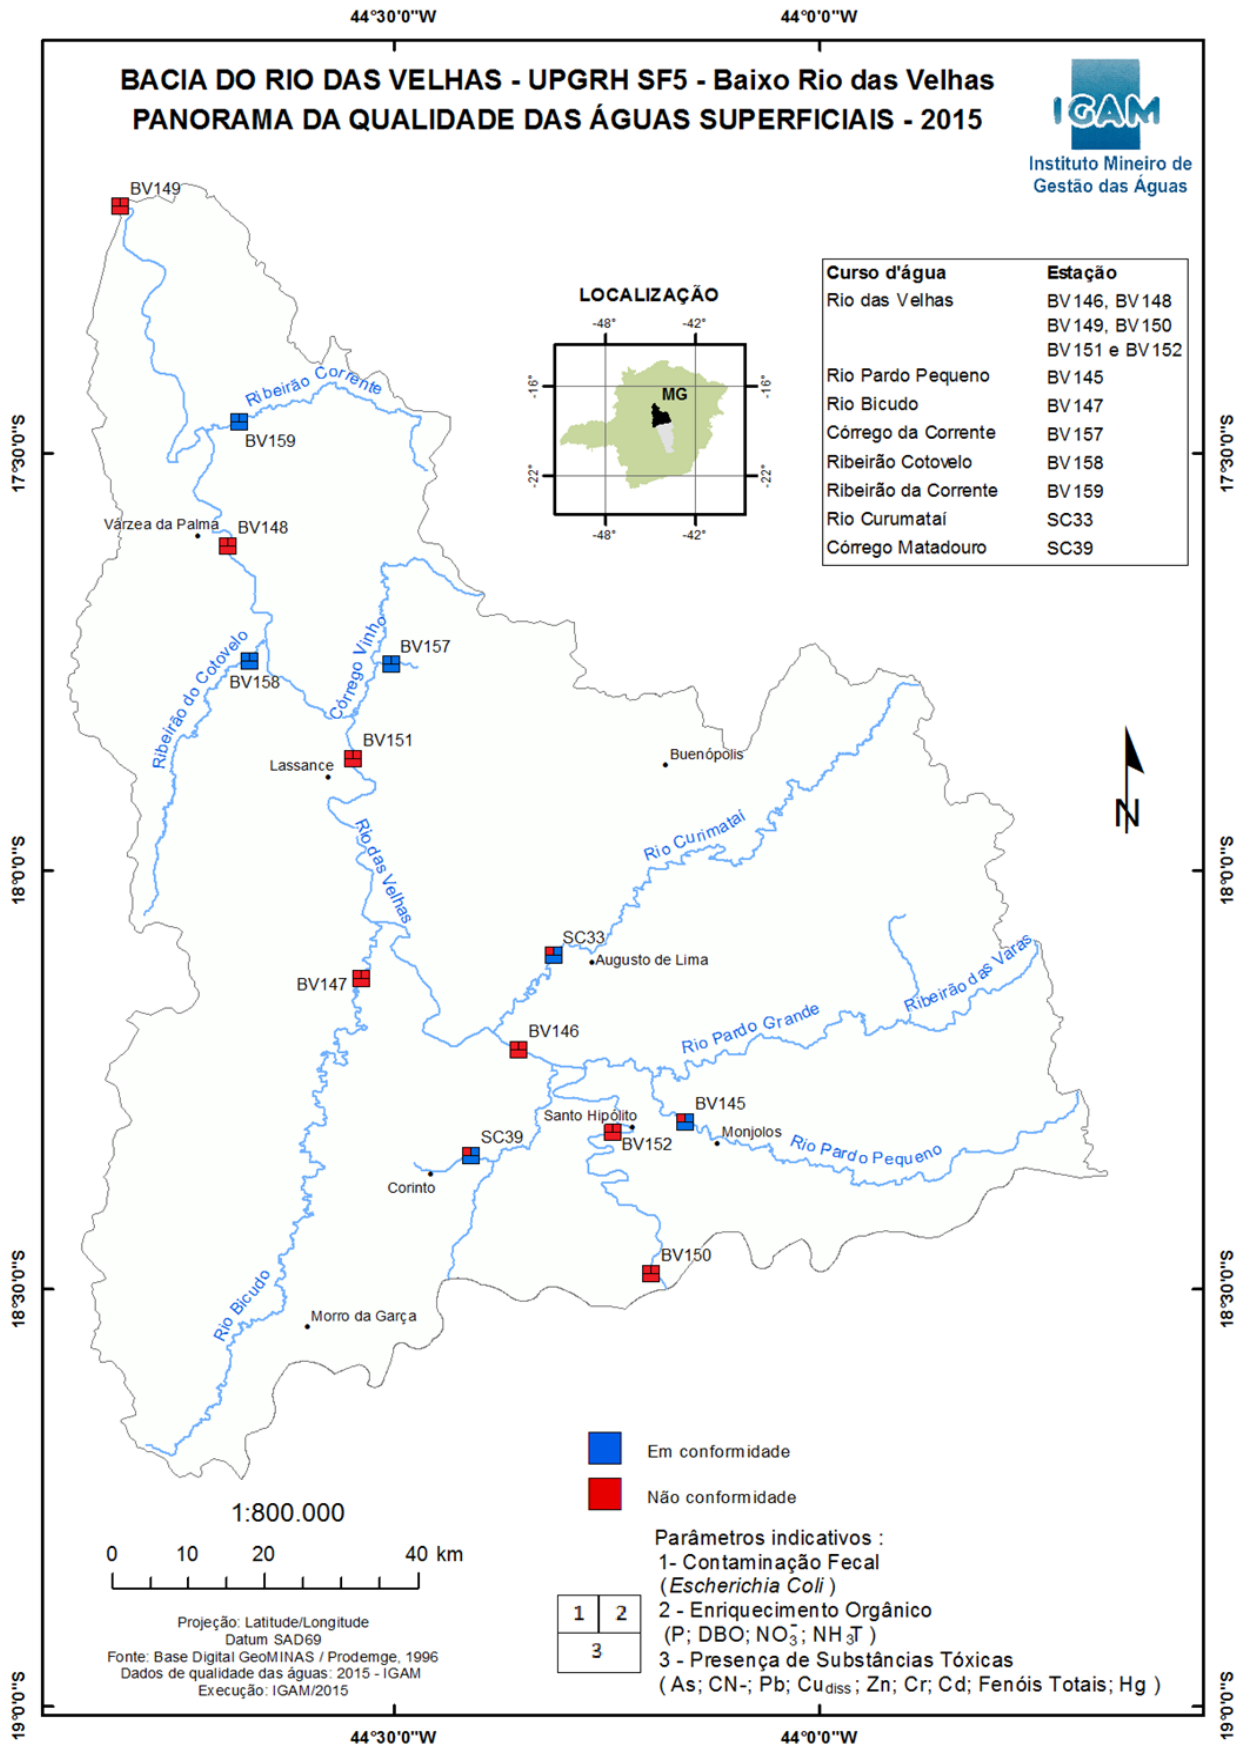 44°30'0"W 44°0'0"W
BACIA DO RIO DAS VELHAS - UPGRH SF5 - Baixo Rio das Velhas
PANORAMA DA QUALIDADE DAS ÁGUAS SUPERFICIAIS - 2015
IGAM
Instituto Mineiro de
Gestão das Águas
BV149
Curso d'água Estação
Rio das Velhas BV146, BV148
BV149, BV150
BV151 e BV152
Rio Pardo Pequeno BV145
Rio Bicudo BV147
Córrego da Corrente BV157
Ribeirão Cotovelo BV158
Ribeirão da Corrente BV159
Rio Curumataí SC33
Córrego Matadouro SC39
LOCALIZAÇÃO
-48° -42°
-16° -16°
MG
-22° -22°
-48° -42°
Ribeirão Corrente
BV159
17°30'0"S 17°30'0"S
Várzea da Palma
BV148
Córrego Vinho
BV157
Ribeirão do Cotovelo
BV158
BV151
Lassance
Buenópolis
N
Rio das Velhas
Rio Curimataí
18°0'0"S 18°0'0"S
SC33
Augusto de Lima
BV147
Ribeirão das Varas
Rio Pardo Grande
BV146
BV145
Santo Hipólito
Monjolos
BV152
Rio Pardo Pequeno
SC39
Corinto
BV150
Rio Bicudo
18°30'0"S 18°30'0"S
Morro da Garça
Em conformidade
Não conformidade
1:800.000
0 10 20 40 km
Projeção: Latitude/Longitude
Datum SAD69
Fonte: Base Digital GeoMINAS / Prodemge, 1996
Dados de qualidade das águas: 2015 - IGAM
Execução: IGAM/2015
Parâmetros indicativos :
1- Contaminação Fecal
(Escherichia Coli )
1 2
3
2 - Enriquecimento Orgânico
(P; DBO; NO₃⁻; NH₃T )
3 - Presença de Substâncias Tóxicas
( As; CN-; Pb; Cu diss ; Zn; Cr; Cd; Fenóis Totais; Hg )
19°0'0"S 19°0'0"S
44°30'0"W 44°0'0"W